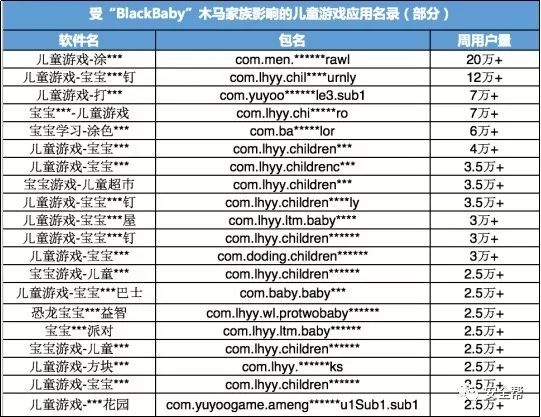 受“BlackBaby”木马家族影响的儿童游戏应用名录（部分）
软件名 包名 周用户量
儿童游戏-涂*** com.men.******rawl 20万+
儿童游戏-宝宝***钉 com.lhyy.chil****urnly 12万+
儿童游戏-打*** com.yuyoo******le3.sub1 7万+
宝宝***-儿童游戏 com.lhyy.chi*****ro 7万+
宝宝学习-涂色*** com.ba*****lor 6万+
儿童游戏-宝宝*** com.lhyy.children*** 4万+
儿童游戏-宝宝*** com.lhyy.childrenc*** 3.5万+
宝宝游戏-儿童超市 com.lhyy.children*** 3.5万+
儿童游戏-宝宝***钉 com.lhyy.children****ly 3.5万+
儿童游戏-宝宝***屋 com.lhyy.ltm.baby**** 3万+
儿童游戏-宝宝***钉 com.lhyy.children****** 3万+
儿童游戏-宝宝*** com.doding.children****** 3万+
宝宝游戏-儿童*** com.lhyy.children****** 2.5万+
儿童游戏-宝宝***巴士 com.baby.baby*** 2.5万+
恐龙宝宝***益智 com.lhyy.wl.protwobaby****** 2.5万+
宝宝***派对 com.lhyy.ltm.baby****** 2.5万+
宝宝游戏-儿童*** com.lhyy.children****** 2.5万+
儿童游戏-方块*** com.lhyy.******ks 2.5万+
儿童游戏-宝宝*** com.lhyy.children****** 2.5万+
儿童游戏-***花园 com.yuyoogame.ameng******u1Sub1.sub1 2.5万+
安全帮